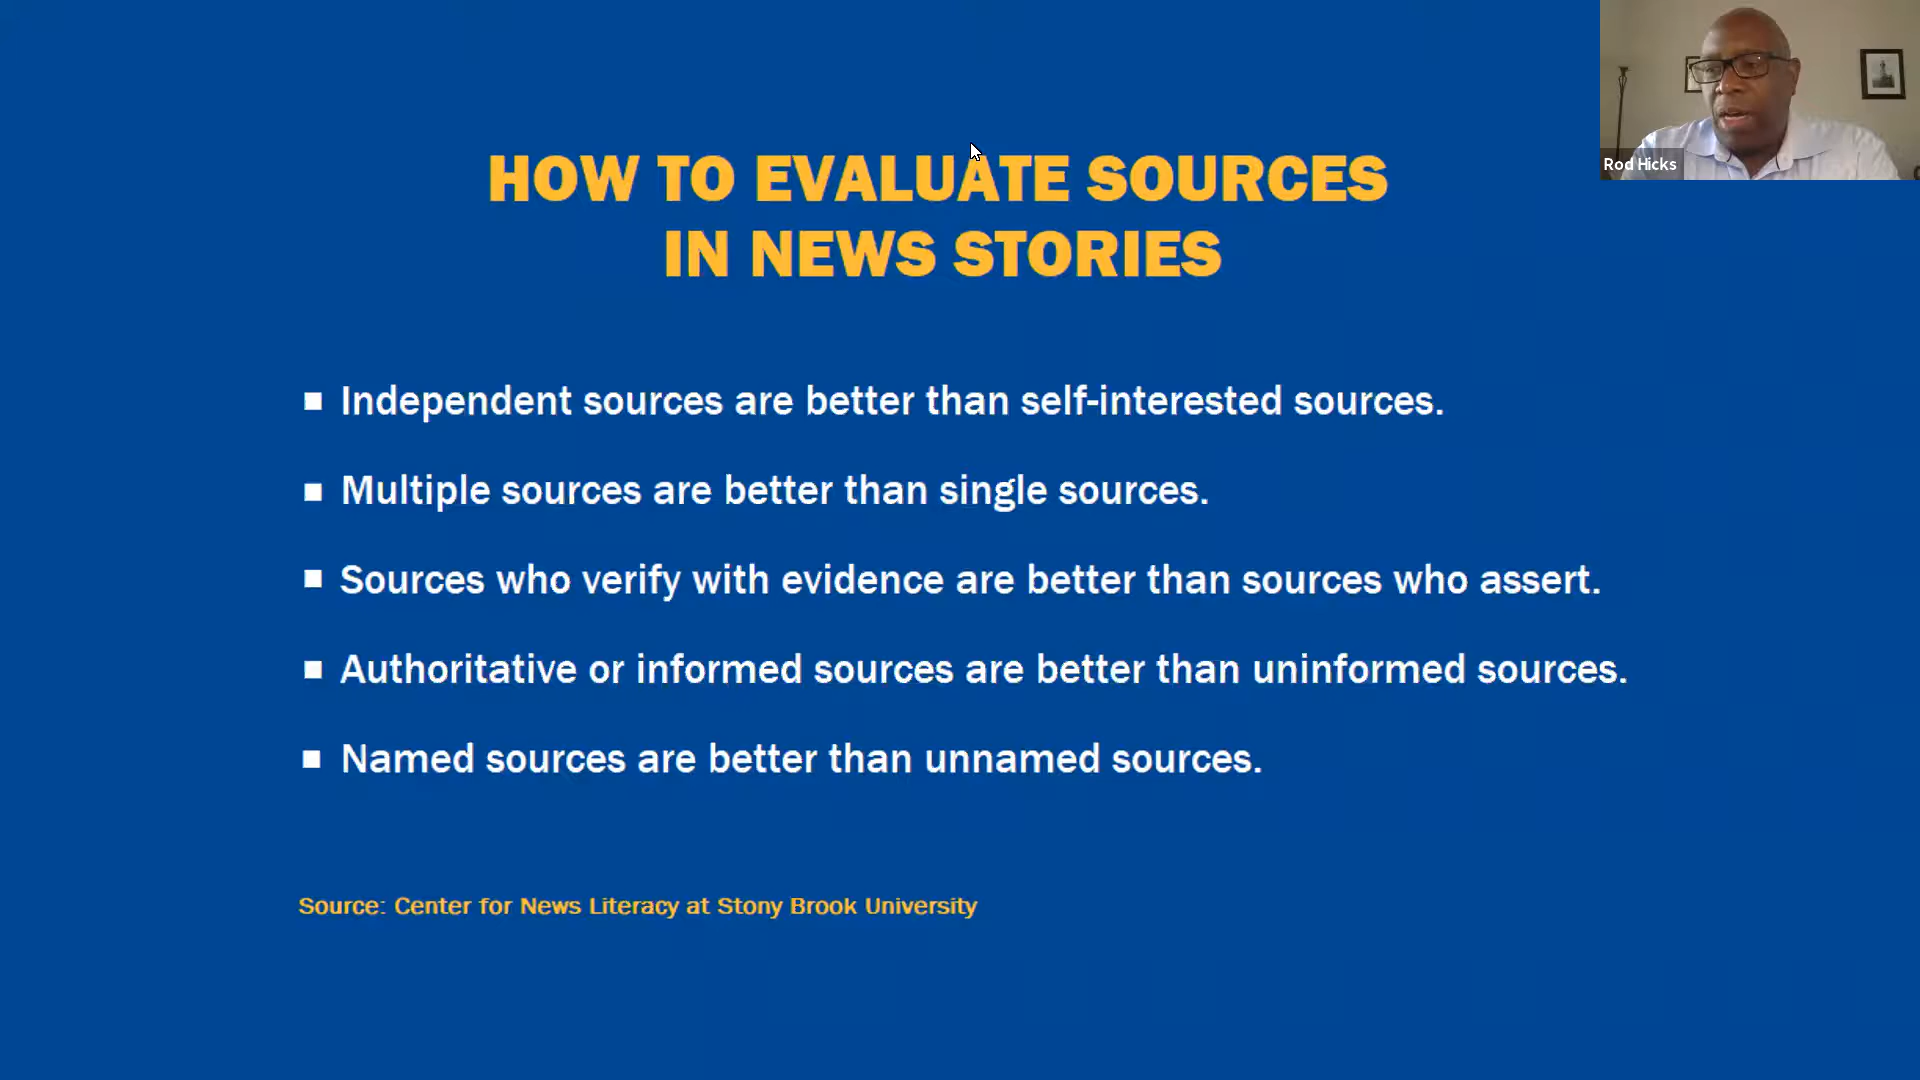 HOW TO EVALUATE SOURCES
IN NEWS STORIES
■ Independent sources are better than self-interested sources.
■ Multiple sources are better than single sources.
■ Sources who verify with evidence are better than sources who assert.
■ Authoritative or informed sources are better than uninformed sources.
■ Named sources are better than unnamed sources.
Source: Center for News Literacy at Stony Brook University
Rod Hicks